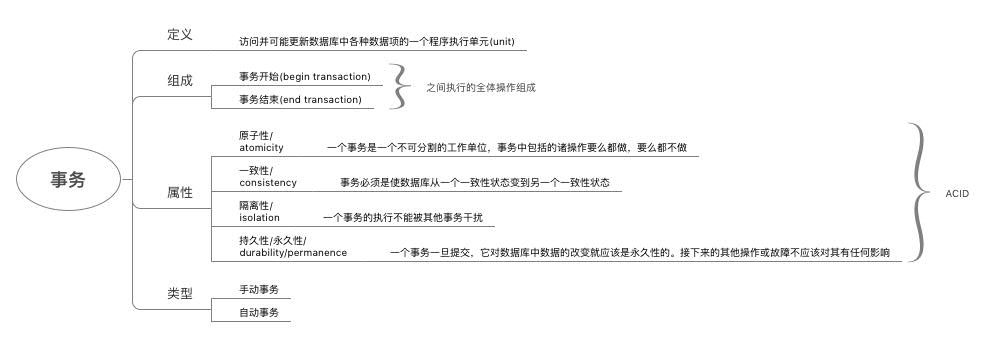 事务
定义
访问并可能更新数据库中各种数据项的一个程序执行单元(unit)
组成
事务开始(begin transaction)
事务结束(end transaction)
之间执行的全体操作组成
属性
原子性/
atomicity
一个事务是一个不可分割的工作单位，事务中包括的诸操作要么都做，要么都不做
一致性/
consistency
事务必须是使数据库从一个一致性状态变到另一个一致性状态
隔离性/
isolation
一个事务的执行不能被其他事务干扰
持久性/永久性/
durability/permanence
一个事务一旦提交，它对数据库中数据的改变就应该是永久性的。接下来的其他操作或故障不应该对其有任何影响
ACID
类型
手动事务
自动事务